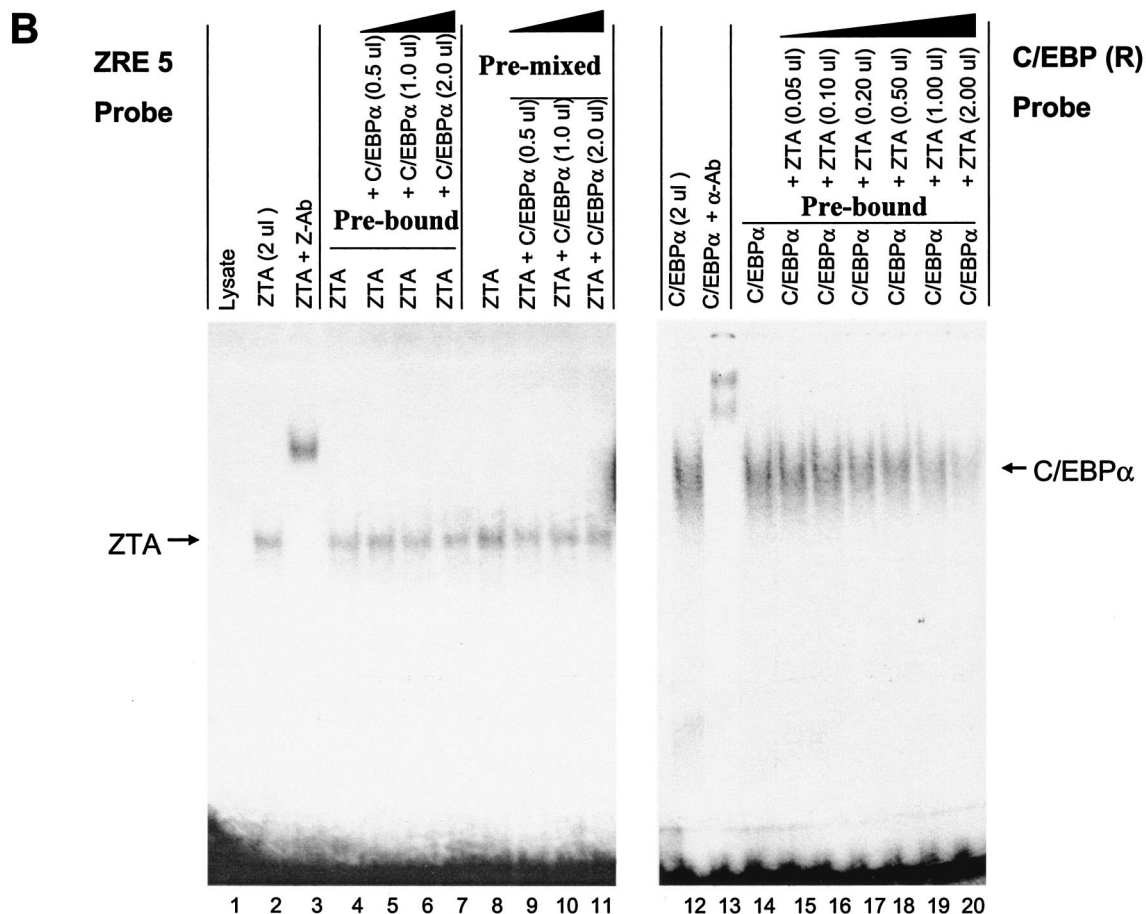 B
ZRE 5
Probe
Lysate
ZTA (2 ul )
ZTA + Z-Ab
Pre-bound
ZTA
ZTA
+ C/EBPα (0.5 ul)
ZTA
+ C/EBPα (1.0 ul)
ZTA
+ C/EBPα (2.0 ul)
Pre-mixed
ZTA
ZTA + C/EBPα (0.5 ul)
ZTA + C/EBPα (1.0 ul)
ZTA + C/EBPα (2.0 ul)
C/EBP (R)
Probe
C/EBPα (2 ul )
C/EBPα + α-Ab
Pre-bound
C/EBPα
C/EBPα
+ ZTA (0.05 ul)
C/EBPα
+ ZTA (0.10 ul)
C/EBPα
+ ZTA (0.20 ul)
C/EBPα
+ ZTA (0.50 ul)
C/EBPα
+ ZTA (1.00 ul)
C/EBPα
+ ZTA (2.00 ul)
ZTA →
← C/EBPα
1 2 3 4 5 6 7 8 9 10 11
12 13 14 15 16 17 18 19 20